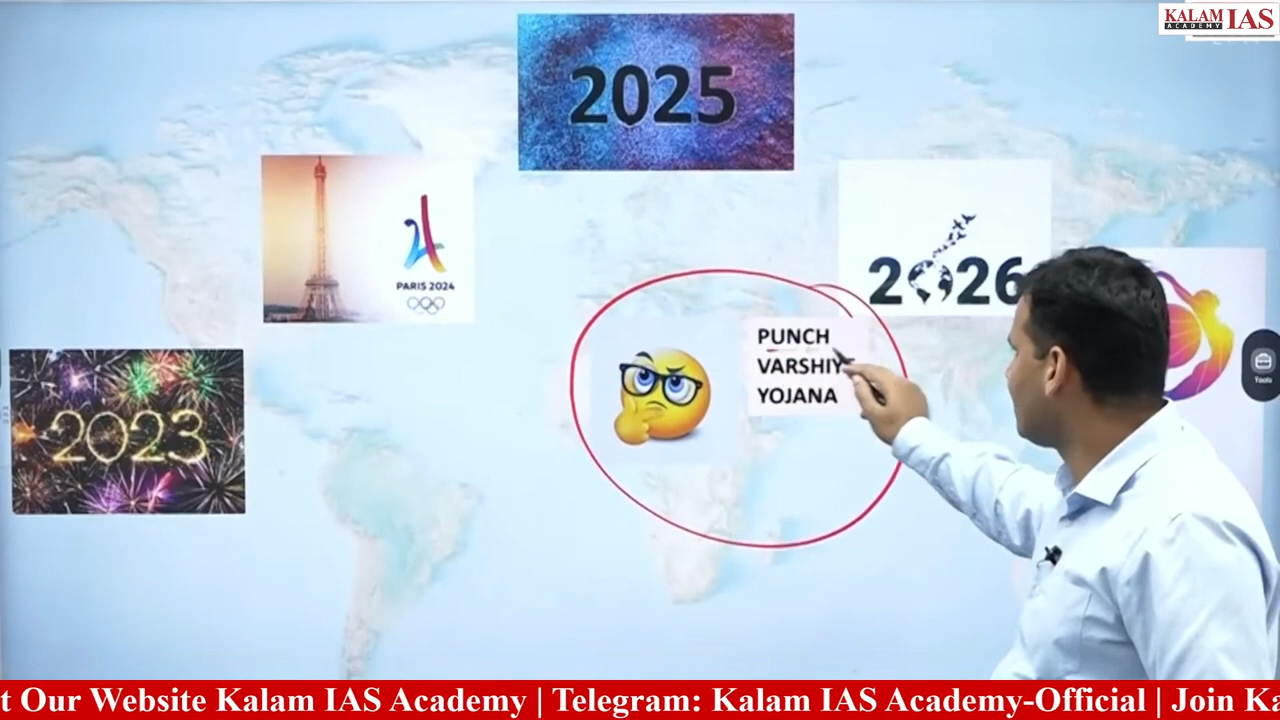 KALAM IAS
ACADEMY
2025
PARIS 2024
2026
PUNCH
VARSHIY
YOJANA
2023
Tools
t Our Website Kalam IAS Academy | Telegram: Kalam IAS Academy-Official | Join Ka